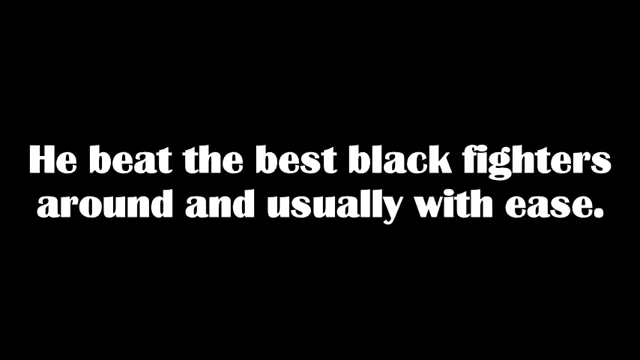 He beat the best black fighters
around and usually with ease.